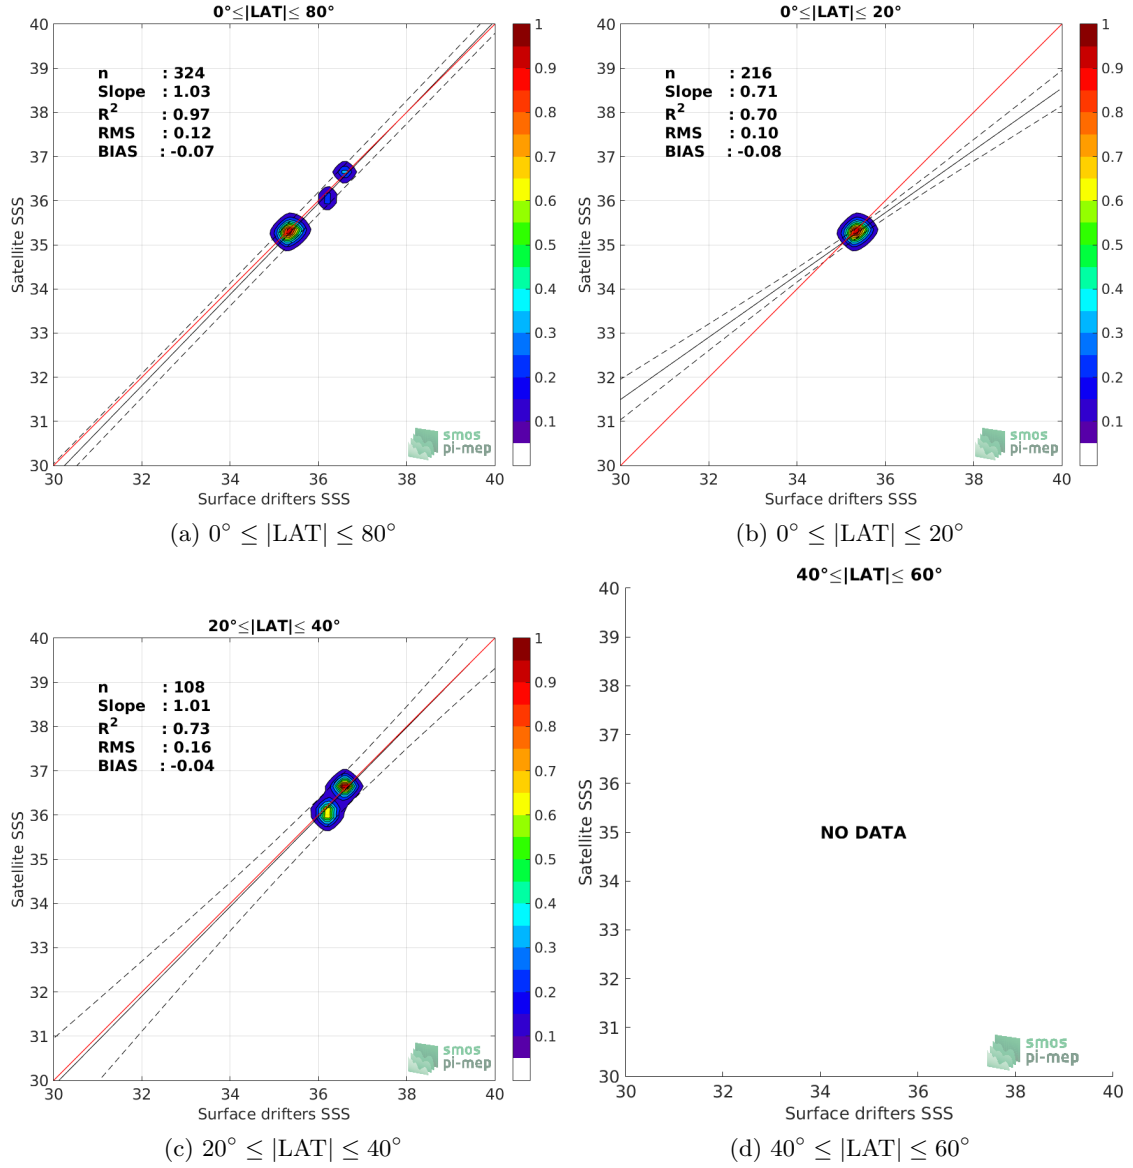 0°≤|LAT|≤ 80°
40
39
38
37
36
35
34
33
32
31
30
n : 324
Slope : 1.03
R2 : 0.97
RMS : 0.12
BIAS : -0.07
Satellite SSS
30 32 34 36 38 40
Surface drifters SSS
smos
pi-mep
1
0.9
0.8
0.7
0.6
0.5
0.4
0.3
0.2
0.1
(a) 0° ≤ |LAT| ≤ 80°
0°≤|LAT|≤ 20°
40
39
38
37
36
35
34
33
32
31
30
n : 216
Slope : 0.71
R2 : 0.70
RMS : 0.10
BIAS : -0.08
Satellite SSS
30 32 34 36 38 40
Surface drifters SSS
smos
pi-mep
1
0.9
0.8
0.7
0.6
0.5
0.4
0.3
0.2
0.1
(b) 0° ≤ |LAT| ≤ 20°
20°≤|LAT|≤ 40°
40
39
38
37
36
35
34
33
32
31
30
n : 108
Slope : 1.01
R2 : 0.73
RMS : 0.16
BIAS : -0.04
Satellite SSS
30 32 34 36 38 40
Surface drifters SSS
smos
pi-mep
1
0.9
0.8
0.7
0.6
0.5
0.4
0.3
0.2
0.1
(c) 20° ≤ |LAT| ≤ 40°
40°≤|LAT|≤ 60°
40
39
38
37
36
35
34
33
32
31
30
NO DATA
Satellite SSS
30 32 34 36 38 40
Surface drifters SSS
smos
pi-mep
(d) 40° ≤ |LAT| ≤ 60°